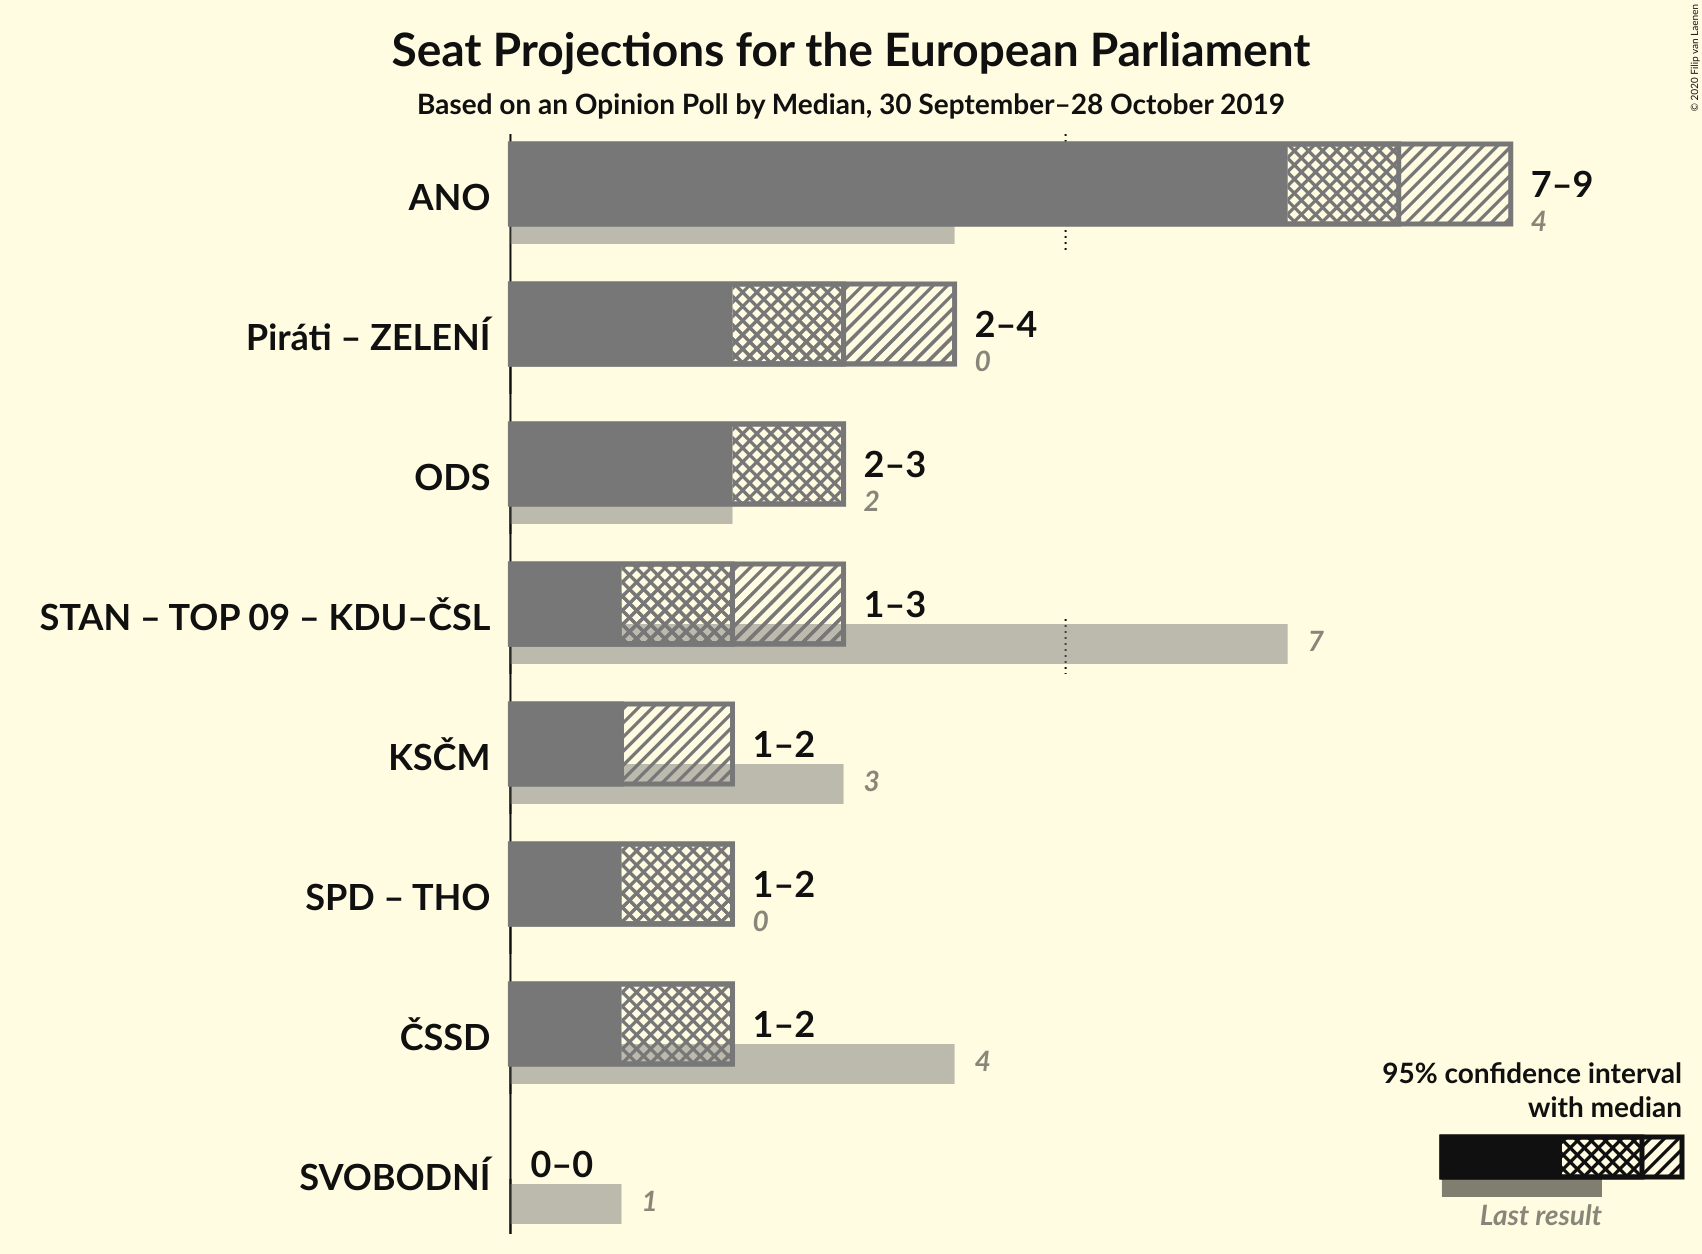 Seat Projections for the European Parliament
Based on an Opinion Poll by Median, 30 September–28 October 2019
© 2020 Filip van Laenen
ANO
7–9
4
Piráti – ZELENÍ
2–4
0
ODS
2–3
2
STAN – TOP 09 – KDU–ČSL
1–3
7
KSČM
1–2
3
SPD – THO
1–2
0
ČSSD
1–2
4
SVOBODNÍ
0–0
1
95% confidence interval
with median
Last result